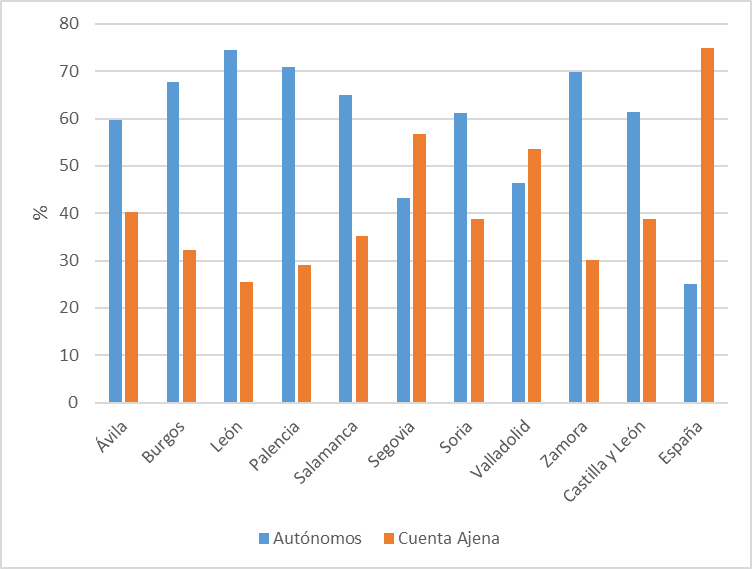 80
70
60
50
40
30
20
10
0
%
Ávila
Burgos
León
Palencia
Salamanca
Segovia
Soria
Valladolid
Zamora
Castilla y León
España
Autónomos Cuenta Ajena